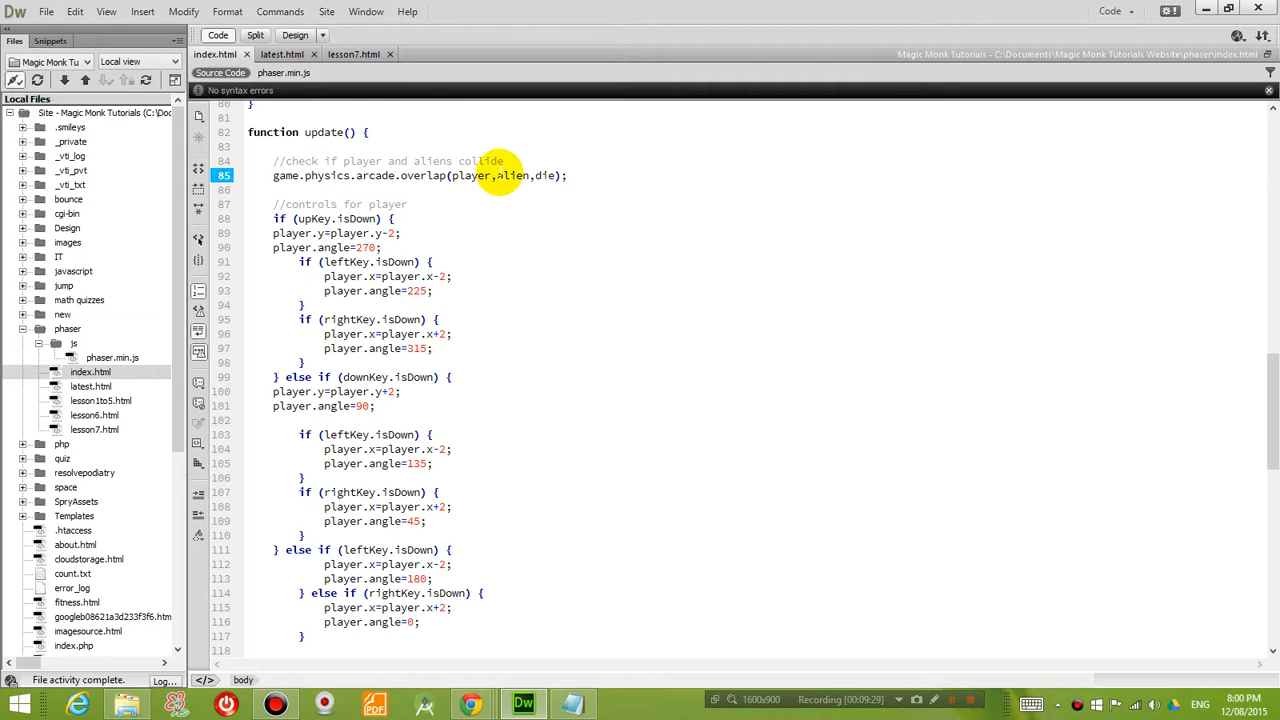 Dw File Edit View Insert Modify Format Commands Site Window Help Code
Files Snippets Code Split Design
index.html latest.html lesson7.html Magic Monk Tutorials — C:\Documents\Magic Monk Tutorials Website\phaser\index.html
Magic Monk Tu Local view
Source Code phaser.min.js
No syntax errors
Local Files
Site - Magic Monk Tutorials (C:\Doc
.smileys
_private
_vti_log
_vti_pvt
_vti_txt
bounce
cgi-bin
Design
images
IT
javascript
jump
math quizzes
new
phaser
js
phaser.min.js
index.html
latest.html
lesson1to5.html
lesson6.html
lesson7.html
php
quiz
resolvepodiatry
space
SpryAssets
Templates
.htaccess
about.html
cloudstorage.html
count.txt
error_log
fitness.html
googleb08621a3d233f3f6.htm
imagesource.html
index.php
80 }
81
82 function update() {
83
84 //check if player and aliens collide
85 game.physics.arcade.overlap(player,alien,die);
86
87 //controls for player
88 if (upKey.isDown) {
89 player.y=player.y-2;
90 player.angle=270;
91 if (leftKey.isDown) {
92 player.x=player.x-2;
93 player.angle=225;
94 }
95 if (rightKey.isDown) {
96 player.x=player.x+2;
97 player.angle=315;
98 }
99 } else if (downKey.isDown) {
100 player.y=player.y+2;
101 player.angle=90;
102
103 if (leftKey.isDown) {
104 player.x=player.x-2;
105 player.angle=135;
106 }
107 if (rightKey.isDown) {
108 player.x=player.x+2;
109 player.angle=45;
110 }
111 } else if (leftKey.isDown) {
112 player.x=player.x-2;
113 player.angle=180;
114 } else if (rightKey.isDown) {
115 player.x=player.x+2;
116 player.angle=0;
117 }
118
File activity complete. Log... </> body
PDF Dw 1600x900 Recording [00:09:29] ENG 8:00 PM
12/08/2015